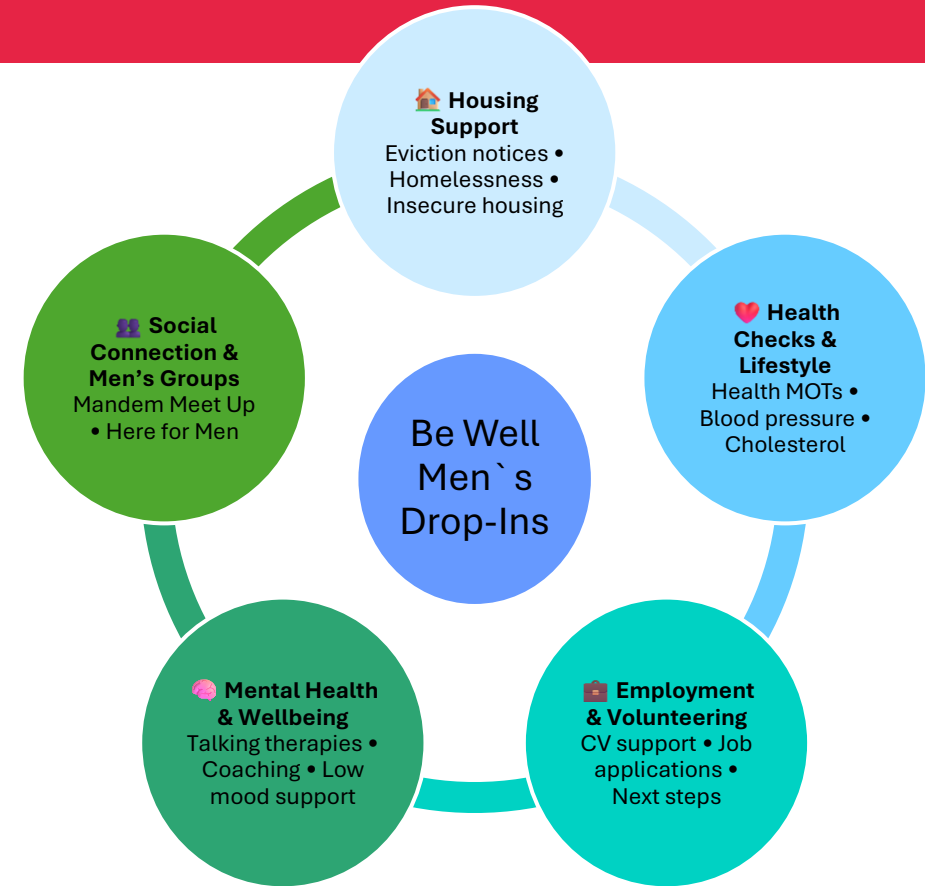 🏠 Housing
Support
Eviction notices •
Homelessness •
Insecure housing
❤️ Health
Checks &
Lifestyle
Health MOTs •
Blood pressure •
Cholesterol
💼 Employment
& Volunteering
CV support • Job
applications •
Next steps
🧠 Mental Health
& Wellbeing
Talking therapies •
Coaching • Low
mood support
👥 Social
Connection &
Men’s Groups
Mandem Meet Up
• Here for Men
Be Well
Men`s
Drop-Ins